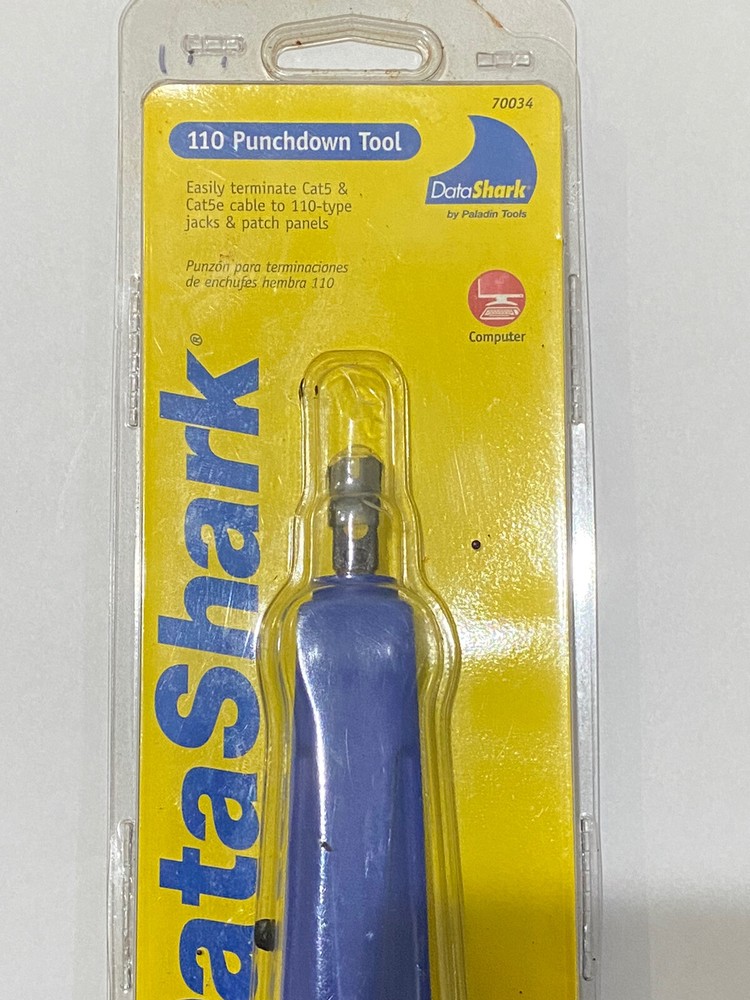 70034
110 Punchdown Tool
Easily terminate Cat5 &
Cat5e cable to 110-type
jacks & patch panels
DataShark®
by Paladin Tools
Punzón para terminaciones
de enchufes hembra 110
Computer
ataShark®